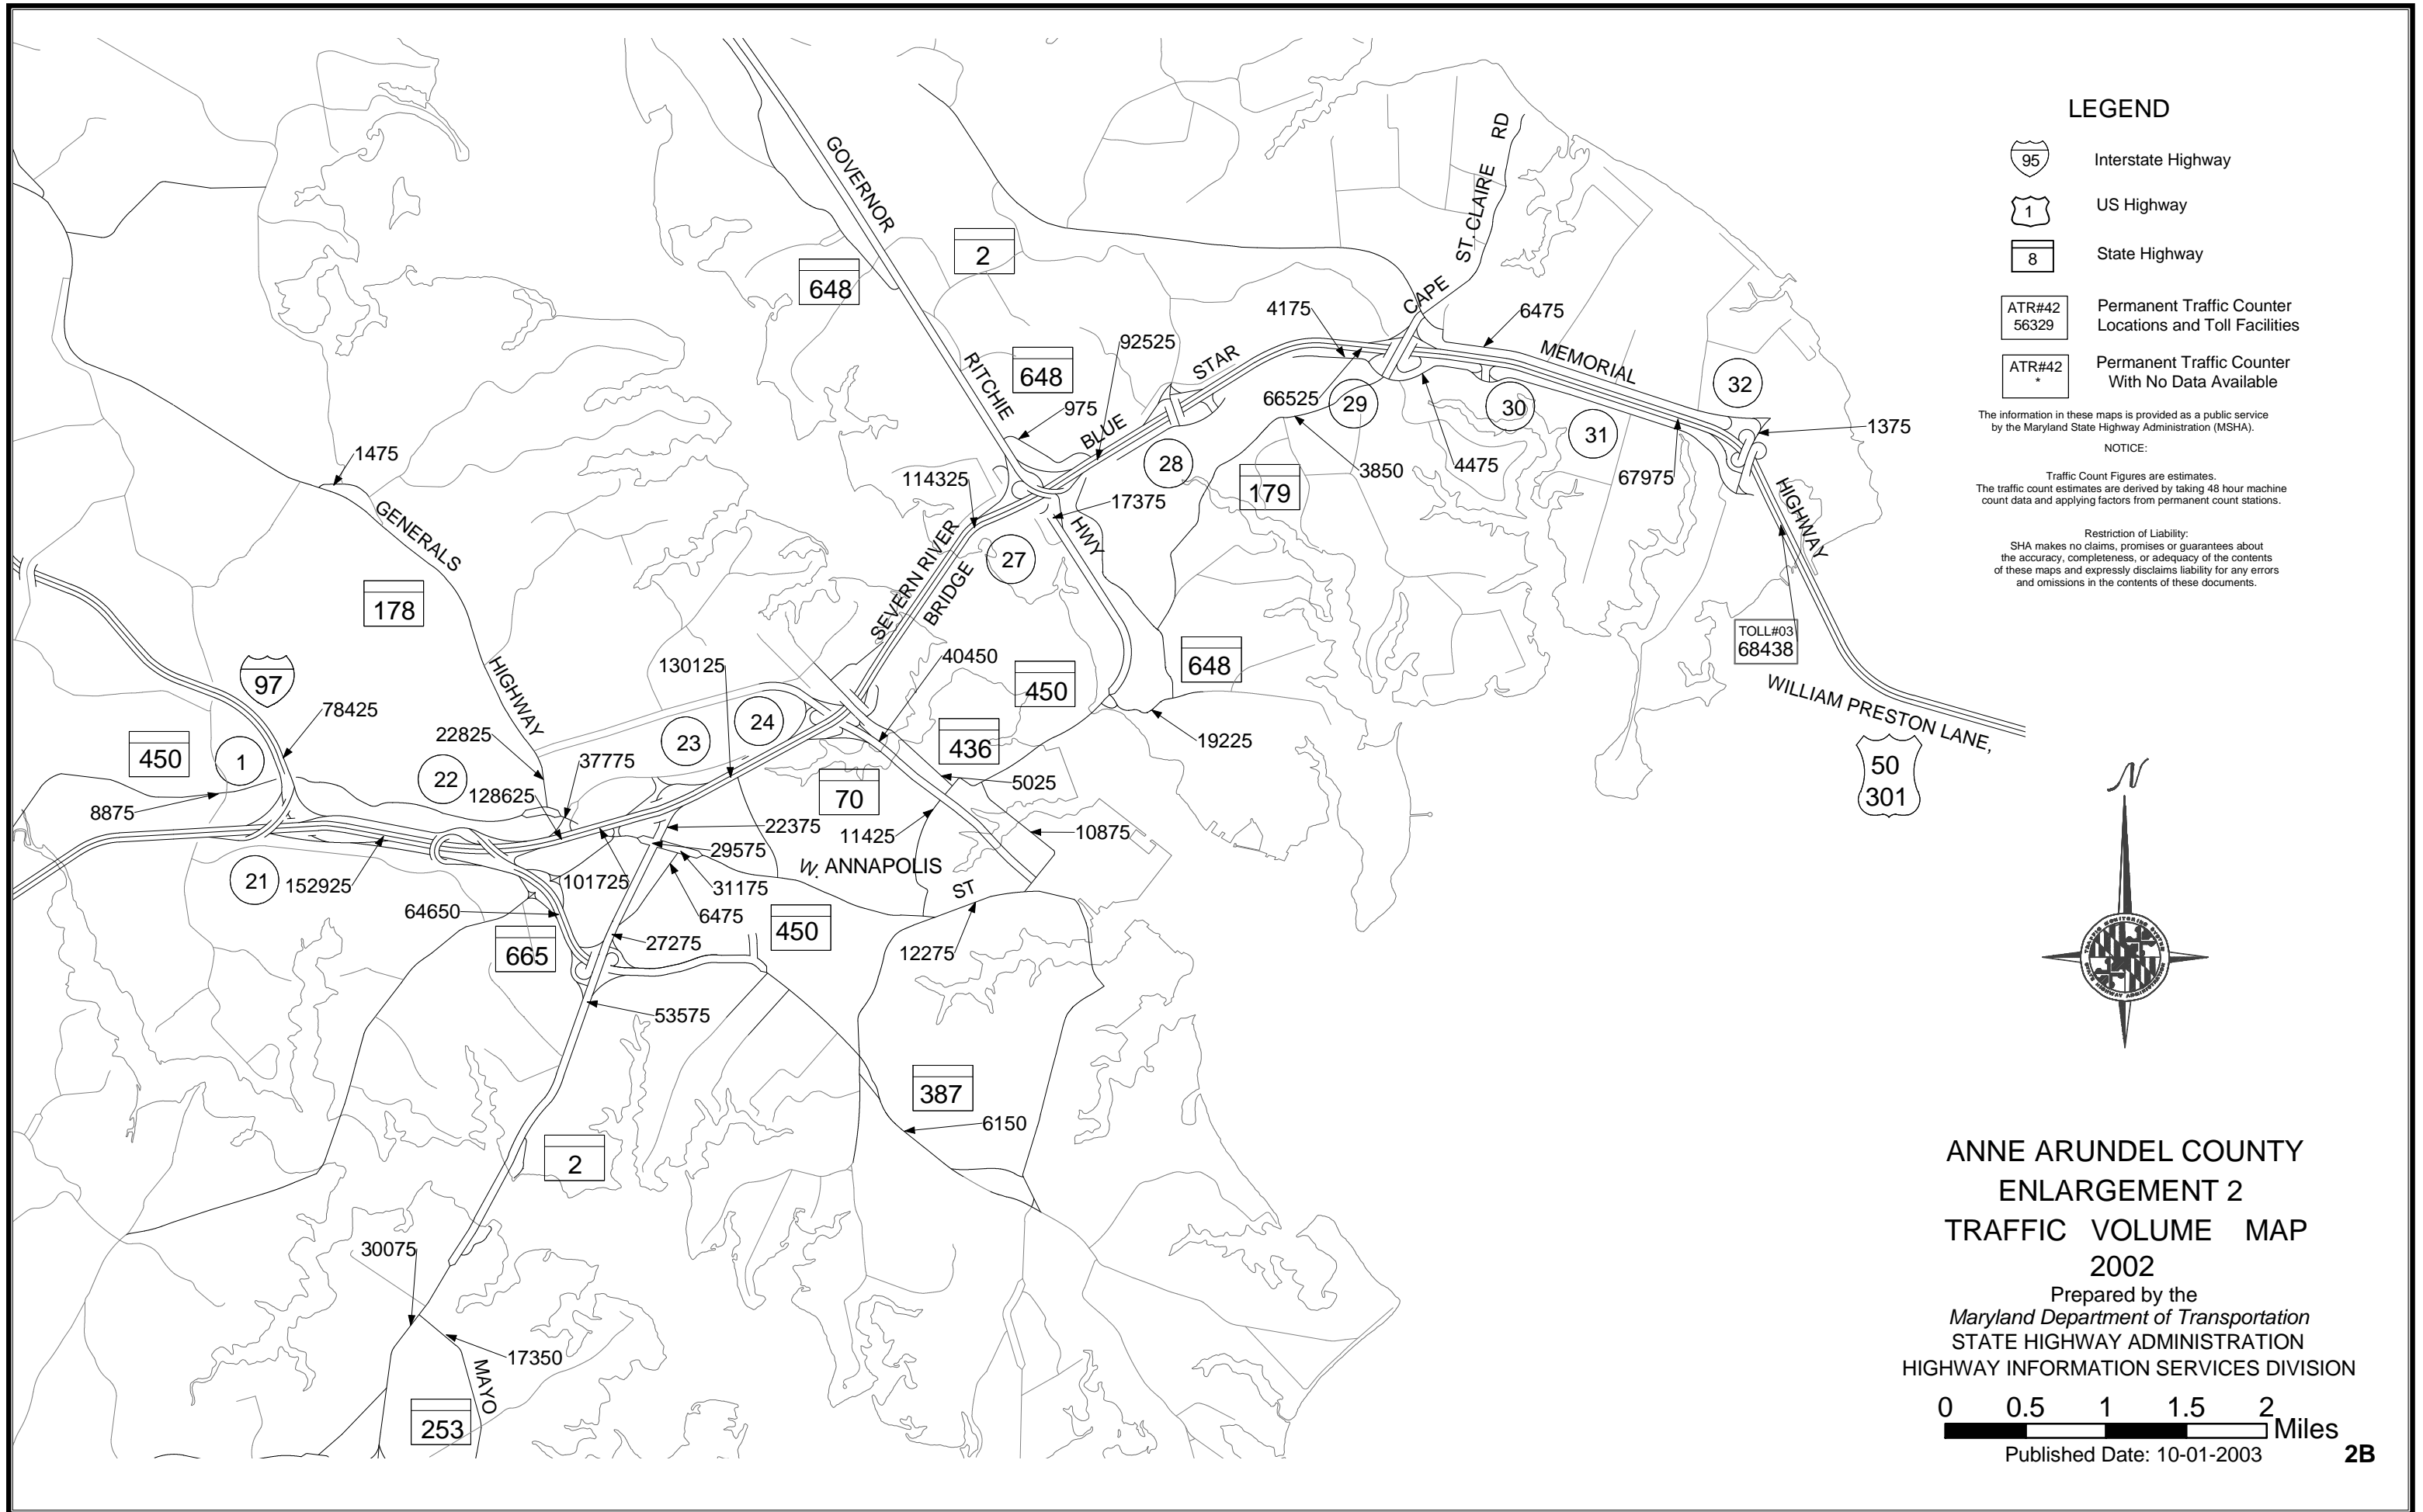 GOVERNOR
RITCHIE
HWY
2
648
648
92525
975
BLUE
STAR
MEMORIAL
HIGHWAY
4175
CAPE
ST. CLAIRE
RD
6475
66525
29
30
31
32
28
179
3850
4475
67975
1375
1475
GENERALS
HIGHWAY
178
114325
17375
SEVERN RIVER
BRIDGE
27
TOLL#03
68438
WILLIAM PRESTON LANE,
50
301
97
78425
450
1
8875
22825
22
128625
37775
23
24
130125
40450
450
648
436
19225
70
5025
10875
11425
22375
29575
W. ANNAPOLIS
ST
31175
6475
101725
21
152925
64650
665
27275
450
12275
53575
387
6150
2
30075
17350
MAYO
253
LEGEND
95
Interstate Highway
1
US Highway
8
State Highway
ATR#42
56329
Permanent Traffic Counter
Locations and Toll Facilities
ATR#42
*
Permanent Traffic Counter
With No Data Available
The information in these maps is provided as a public service
by the Maryland State Highway Administration (MSHA).
NOTICE:
Traffic Count Figures are estimates.
The traffic count estimates are derived by taking 48 hour machine
count data and applying factors from permanent count stations.
Restriction of Liability:
SHA makes no claims, promises or guarantees about
the accuracy, completeness, or adequacy of the contents
of these maps and expressly disclaims liability for any errors
and omissions in the contents of these documents.
N
TRAFFIC MONITORING SYSTEM
STATE HIGHWAY ADMINISTRATION
ANNE ARUNDEL COUNTY
ENLARGEMENT 2
TRAFFIC VOLUME MAP
2002
Prepared by the
Maryland Department of Transportation
STATE HIGHWAY ADMINISTRATION
HIGHWAY INFORMATION SERVICES DIVISION
0 0.5 1 1.5 2
Miles
Published Date: 10-01-2003
2B